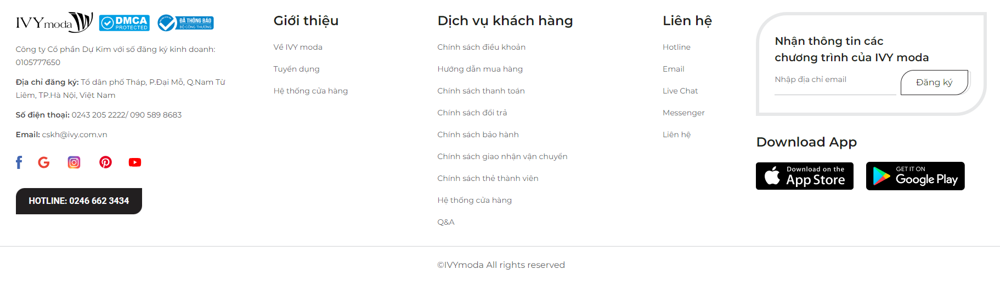 IVY moda
DMCA
PROTECTED
ĐÃ THÔNG BÁO
BỘ CÔNG THƯƠNG
Công ty Cổ phần Dự Kim với số đăng ký kinh doanh:
0105777650
Địa chỉ đăng ký: Tổ dân phố Tháp, P.Đại Mỗ, Q.Nam Từ
Liêm, TP.Hà Nội, Việt Nam
Số điện thoại: 0243 205 2222/ 090 589 8683
Email: cskh@ivy.com.vn
HOTLINE: 0246 662 3434
Giới thiệu
Về IVY moda
Tuyển dụng
Hệ thống cửa hàng
Dịch vụ khách hàng
Chính sách điều khoản
Hướng dẫn mua hàng
Chính sách thanh toán
Chính sách đổi trả
Chính sách bảo hành
Chính sách giao nhận vận chuyển
Chính sách thẻ thành viên
Hệ thống cửa hàng
Q&A
Liên hệ
Hotline
Email
Live Chat
Messenger
Liên hệ
Nhận thông tin các
chương trình của IVY moda
Nhập địa chỉ email
Đăng ký
Download App
Download on the
App Store
GET IT ON
Google Play
©IVYmoda All rights reserved